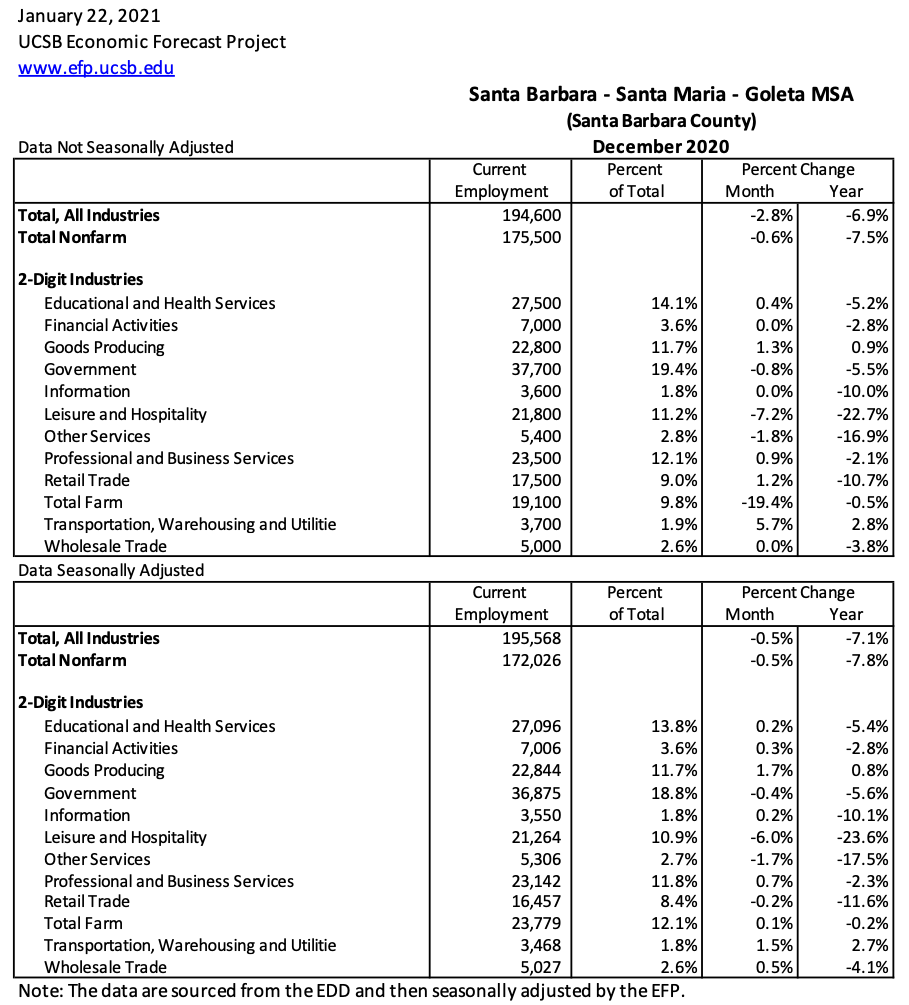 January 22, 2021
UCSB Economic Forecast Project
www.efp.ucsb.edu
Santa Barbara - Santa Maria - Goleta MSA
(Santa Barbara County)
Data Not Seasonally Adjusted December 2020
Current Percent Percent Change
Employment of Total Month Year
Total, All Industries 194,600 -2.8% -6.9%
Total Nonfarm 175,500 -0.6% -7.5%
2-Digit Industries
Educational and Health Services 27,500 14.1% 0.4% -5.2%
Financial Activities 7,000 3.6% 0.0% -2.8%
Goods Producing 22,800 11.7% 1.3% 0.9%
Government 37,700 19.4% -0.8% -5.5%
Information 3,600 1.8% 0.0% -10.0%
Leisure and Hospitality 21,800 11.2% -7.2% -22.7%
Other Services 5,400 2.8% -1.8% -16.9%
Professional and Business Services 23,500 12.1% 0.9% -2.1%
Retail Trade 17,500 9.0% 1.2% -10.7%
Total Farm 19,100 9.8% -19.4% -0.5%
Transportation, Warehousing and Utilitie 3,700 1.9% 5.7% 2.8%
Wholesale Trade 5,000 2.6% 0.0% -3.8%
Data Seasonally Adjusted
Current Percent Percent Change
Employment of Total Month Year
Total, All Industries 195,568 -0.5% -7.1%
Total Nonfarm 172,026 -0.5% -7.8%
2-Digit Industries
Educational and Health Services 27,096 13.8% 0.2% -5.4%
Financial Activities 7,006 3.6% 0.3% -2.8%
Goods Producing 22,844 11.7% 1.7% 0.8%
Government 36,875 18.8% -0.4% -5.6%
Information 3,550 1.8% 0.2% -10.1%
Leisure and Hospitality 21,264 10.9% -6.0% -23.6%
Other Services 5,306 2.7% -1.7% -17.5%
Professional and Business Services 23,142 11.8% 0.7% -2.3%
Retail Trade 16,457 8.4% -0.2% -11.6%
Total Farm 23,779 12.1% 0.1% -0.2%
Transportation, Warehousing and Utilitie 3,468 1.8% 1.5% 2.7%
Wholesale Trade 5,027 2.6% 0.5% -4.1%
Note: The data are sourced from the EDD and then seasonally adjusted by the EFP.